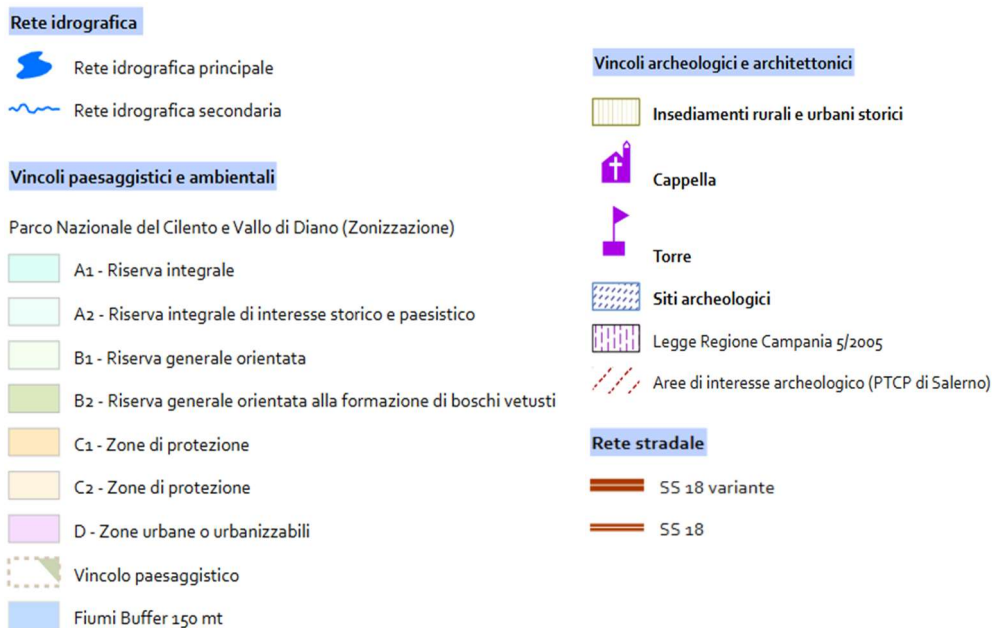 Rete idrografica
Rete idrografica principale
Rete idrografica secondaria
Vincoli paesaggistici e ambientali
Parco Nazionale del Cilento e Vallo di Diano (Zonizzazione)
A1 - Riserva integrale
A2 - Riserva integrale di interesse storico e paesistico
B1 - Riserva generale orientata
B2 - Riserva generale orientata alla formazione di boschi vetusti
C1 - Zone di protezione
C2 - Zone di protezione
D - Zone urbane o urbanizzabili
Vincolo paesaggistico
Fiumi Buffer 150 mt
Vincoli archeologici e architettonici
Insediamenti rurali e urbani storici
Cappella
Torre
Siti archeologici
Legge Regione Campania 5/2005
Aree di interesse archeologico (PTCP di Salerno)
Rete stradale
SS 18 variante
SS 18